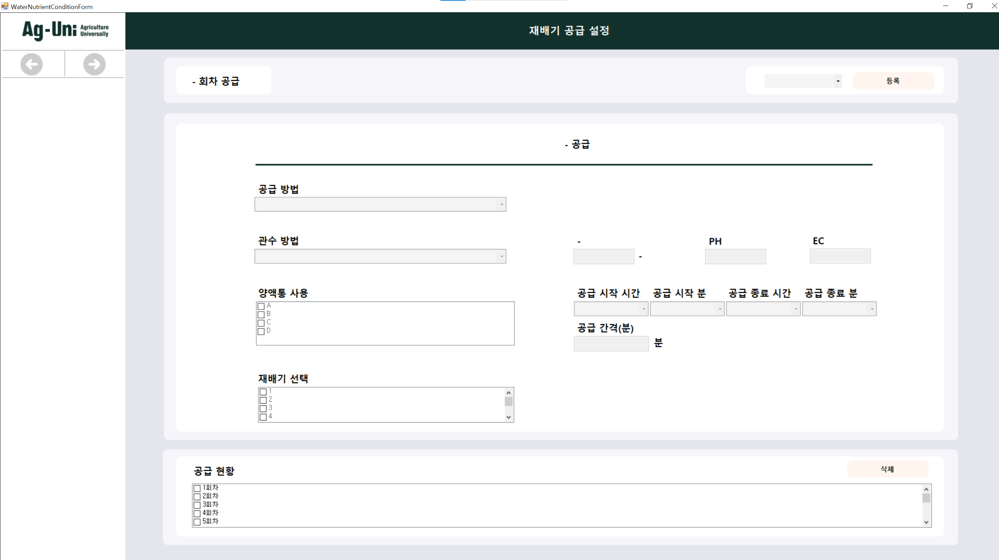 WaterNutrientConditionForm
Ag-Uni Agriculture Universally
재배기 공급 설정
- 회차 공급
등록
- 공급
공급 방법
관수 방법
-
-
PH
EC
양액통 사용
A
B
C
D
공급 시작 시간 공급 시작 분 공급 종료 시간 공급 종료 분
공급 간격(분)
분
재배기 선택
1
2
3
4
공급 현황
삭제
1회차
2회차
3회차
4회차
5회차